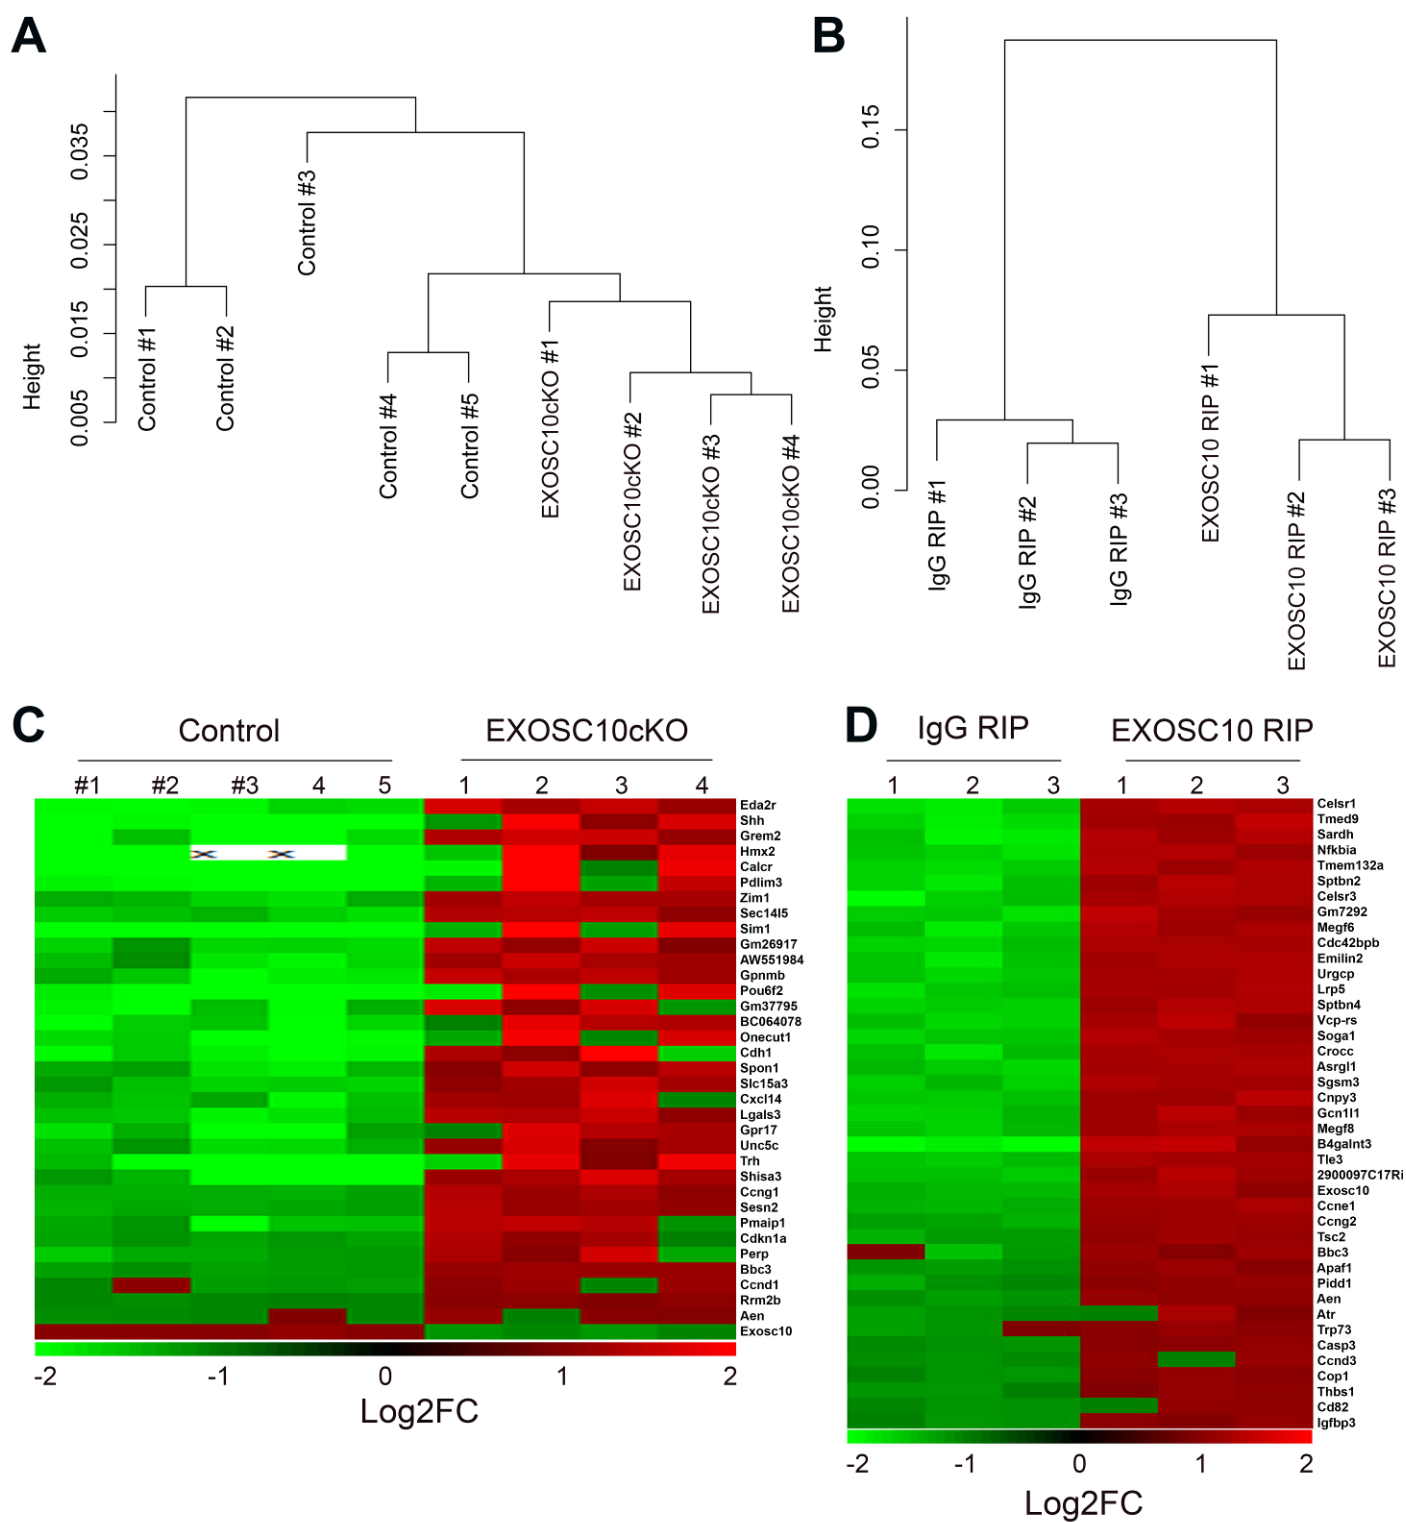 A
Height
0.035
0.025
0.015
0.005
Control #1
Control #2
Control #3
Control #4
Control #5
EXOSC10cKO #1
EXOSC10cKO #2
EXOSC10cKO #3
EXOSC10cKO #4
B
Height
0.15
0.10
0.05
0.00
IgG RIP #1
IgG RIP #2
IgG RIP #3
EXOSC10 RIP #1
EXOSC10 RIP #2
EXOSC10 RIP #3
C
Control EXOSC10cKO
#1 #2 #3 4 5 1 2 3 4
Eda2r
Shh
Grem2
Hmx2
Calcr
Pdlim3
Zim1
Sec14l5
Sim1
Gm26917
AW551984
Gpnmb
Pou6f2
Gm37795
BC064078
Onecut1
Cdh1
Spon1
Slc15a3
Cxcl14
Lgals3
Gpr17
Unc5c
Trh
Shisa3
Ccng1
Sesn2
Pmaip1
Cdkn1a
Perp
Bbc3
Ccnd1
Rrm2b
Aen
Exosc10
-2 -1 0 1 2
Log2FC
D
IgG RIP EXOSC10 RIP
1 2 3 1 2 3
Celsr1
Tmed9
Sardh
Nfkbia
Tmem132a
Sptbn2
Celsr3
Gm7292
Megf6
Cdc42bpb
Emilin2
Urgcp
Lrp5
Sptbn4
Vcp-rs
Soga1
Crocc
Asrgl1
Sgsm3
Cnpy3
Gcn1l1
Megf8
B4galnt3
Tle3
2900097C17Ri
Exosc10
Ccne1
Ccng2
Tsc2
Bbc3
Apaf1
Pidd1
Aen
Atr
Trp73
Casp3
Ccnd3
Cop1
Thbs1
Cd82
Igfbp3
-2 -1 0 1 2
Log2FC